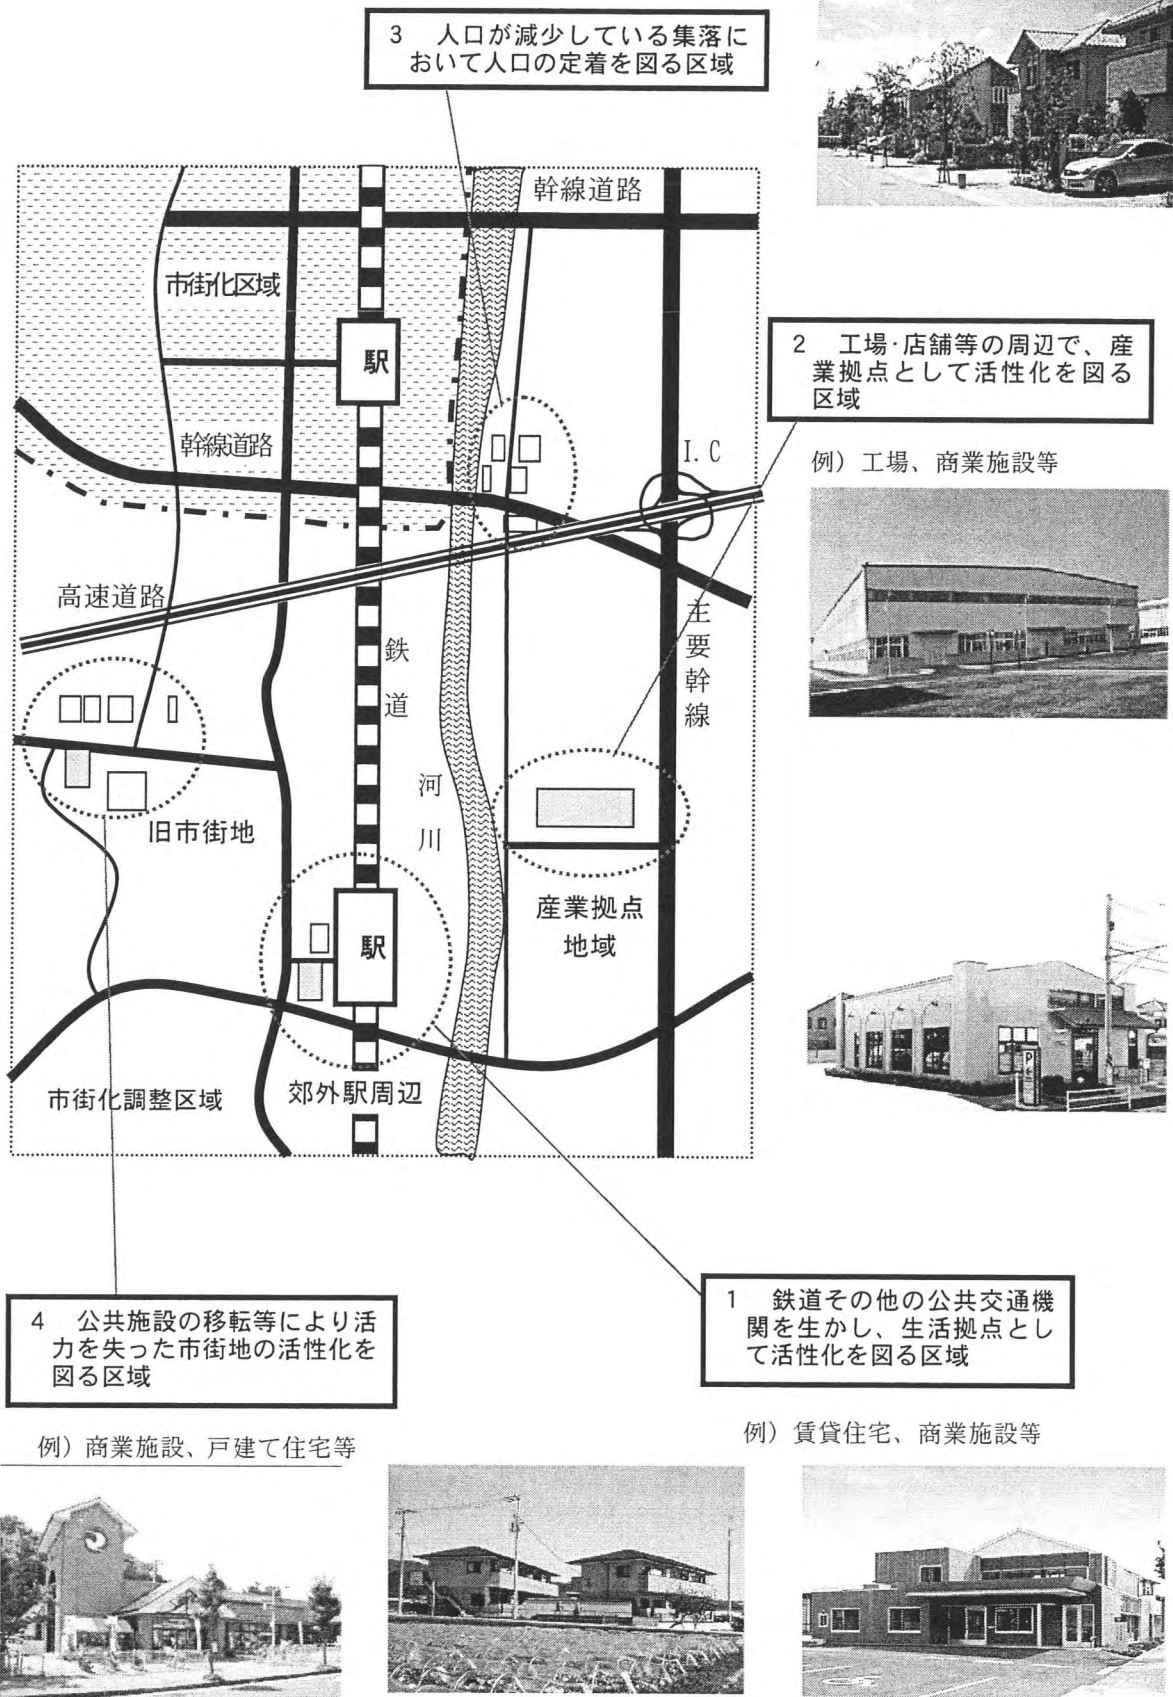 3 人口が減少している集落に
おいて人口の定着を図る区域
幹線道路
市街化区域
駅
2 工場・店舗等の周辺で、産
業拠点として活性化を図る
区域
幹線道路
I.C
例）工場、商業施設等
高速道路
鉄道
主要幹線
河川
旧市街地
産業拠点
地域
駅
市街化調整区域
郊外駅周辺
P
4 公共施設の移転等により活
力を失った市街地の活性化を
図る区域
1 鉄道その他の公共交通機
関を生かし、生活拠点とし
て活性化を図る区域
例）商業施設、戸建て住宅等
例）賃貸住宅、商業施設等